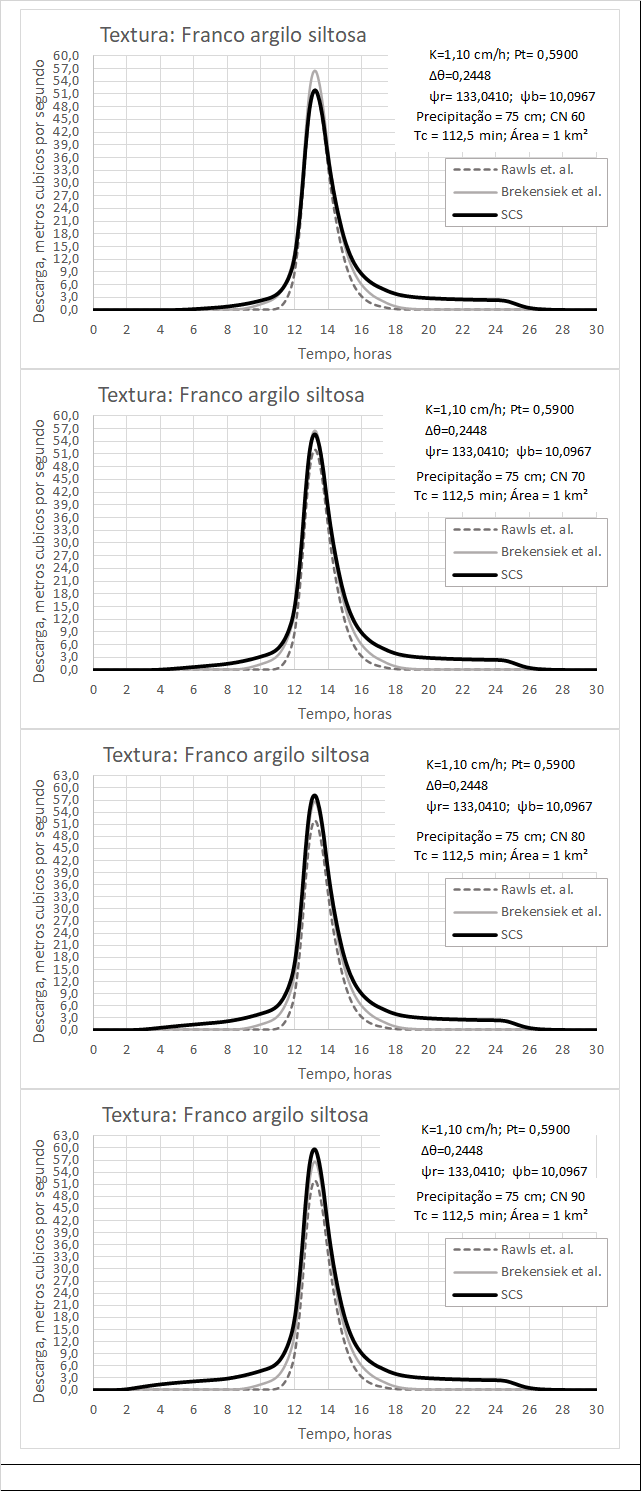 Textura: Franco argilo siltosa
K=1,10 cm/h; Pt= 0,5900
Δθ=0,2448
ψr= 133,0410; ψb= 10,0967
Precipitação = 75 cm; CN 60
Tc = 112,5 min; Área = 1 km²
Rawls et. al.
Brekensiek et al.
SCS
Descarga, metros cubicos por segundo
60,0
57,0
54,0
51,0
48,0
45,0
42,0
39,0
36,0
33,0
30,0
27,0
24,0
21,0
18,0
15,0
12,0
9,0
6,0
3,0
0,0
0 2 4 6 8 10 12 14 16 18 20 22 24 26 28 30
Tempo, horas
Textura: Franco argilo siltosa
K=1,10 cm/h; Pt= 0,5900
Δθ=0,2448
ψr= 133,0410; ψb= 10,0967
Precipitação = 75 cm; CN 70
Tc = 112,5 min; Área = 1 km²
Rawls et. al.
Brekensiek et al.
SCS
Descarga, metros cubicos por segundo
60,0
57,0
54,0
51,0
48,0
45,0
42,0
39,0
36,0
33,0
30,0
27,0
24,0
21,0
18,0
15,0
12,0
9,0
6,0
3,0
0,0
0 2 4 6 8 10 12 14 16 18 20 22 24 26 28 30
Tempo, horas
Textura: Franco argilo siltosa
K=1,10 cm/h; Pt= 0,5900
Δθ=0,2448
ψr= 133,0410; ψb= 10,0967
Precipitação = 75 cm; CN 80
Tc = 112,5 min; Área = 1 km²
Rawls et. al.
Brekensiek et al.
SCS
Descarga, metros cubicos por segundo
63,0
60,0
57,0
54,0
51,0
48,0
45,0
42,0
39,0
36,0
33,0
30,0
27,0
24,0
21,0
18,0
15,0
12,0
9,0
6,0
3,0
0,0
0 2 4 6 8 10 12 14 16 18 20 22 24 26 28 30
Tempo, horas
Textura: Franco argilo siltosa
K=1,10 cm/h; Pt= 0,5900
Δθ=0,2448
ψr= 133,0410; ψb= 10,0967
Precipitação = 75 cm; CN 90
Tc = 112,5 min; Área = 1 km²
Rawls et. al.
Brekensiek et al.
SCS
Descarga, metros cubicos por segundo
63,0
60,0
57,0
54,0
51,0
48,0
45,0
42,0
39,0
36,0
33,0
30,0
27,0
24,0
21,0
18,0
15,0
12,0
9,0
6,0
3,0
0,0
0 2 4 6 8 10 12 14 16 18 20 22 24 26 28 30
Tempo, horas